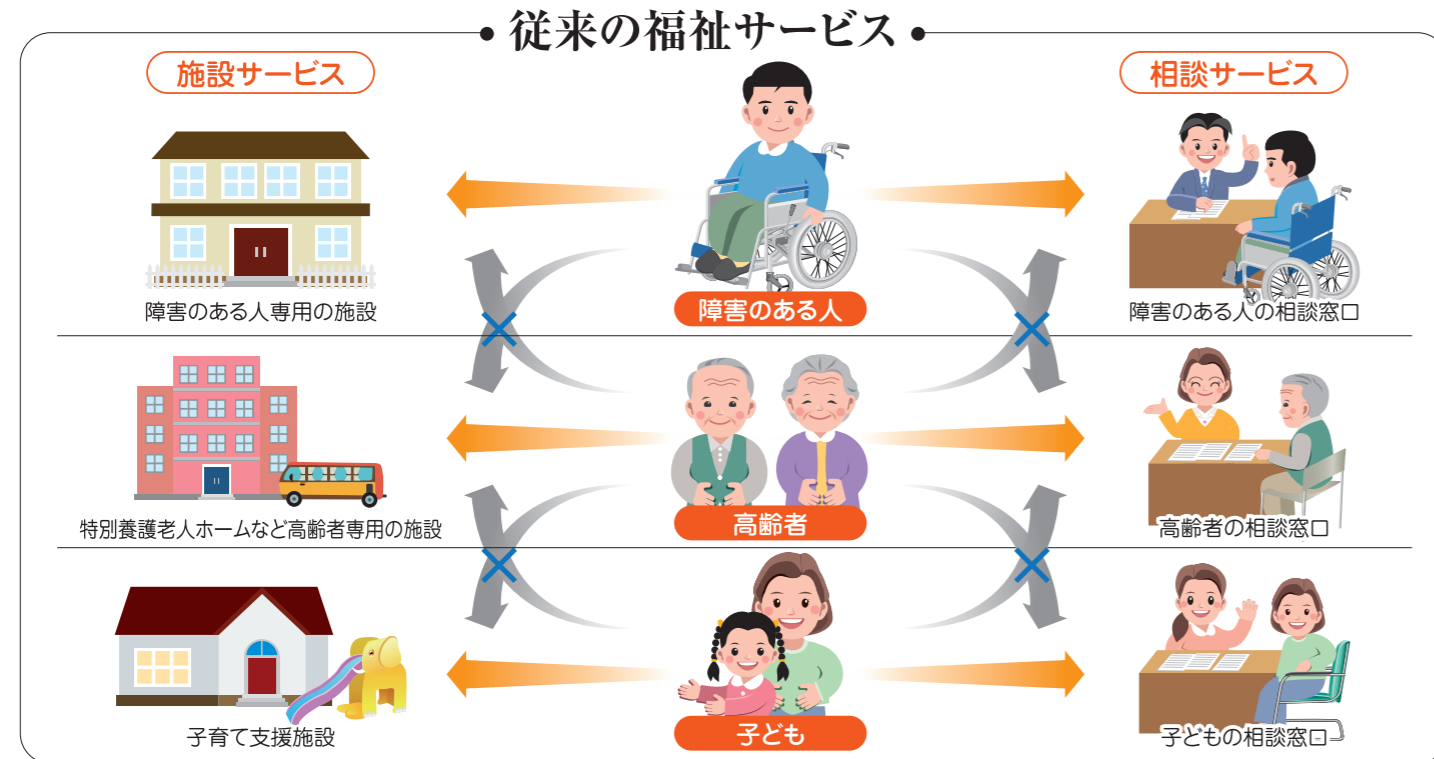 従来の福祉サービス
施設サービス
相談サービス
障害のある人専用の施設
障害のある人
障害のある人の相談窓口
特別養護老人ホームなど高齢者専用の施設
高齢者
高齢者の相談窓口
子育て支援施設
子ども
子どもの相談窓口